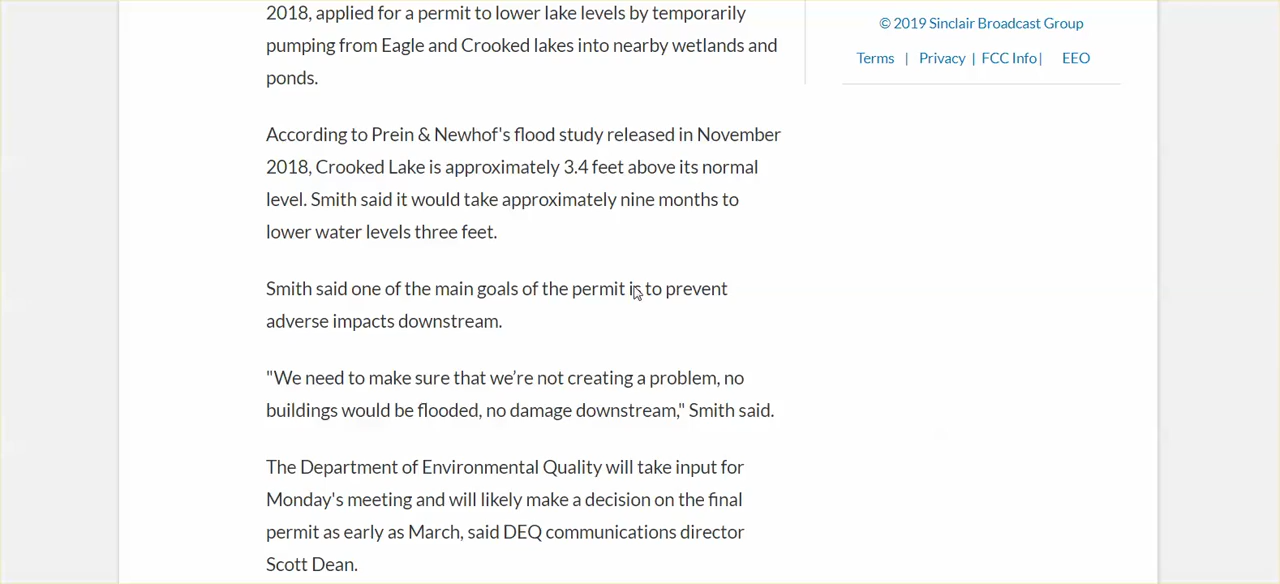 2018, applied for a permit to lower lake levels by temporarily
pumping from Eagle and Crooked lakes into nearby wetlands and
ponds.
According to Prein & Newhof's flood study released in November
2018, Crooked Lake is approximately 3.4 feet above its normal
level. Smith said it would take approximately nine months to
lower water levels three feet.
Smith said one of the main goals of the permit is to prevent
adverse impacts downstream.
"We need to make sure that we’re not creating a problem, no
buildings would be flooded, no damage downstream," Smith said.
The Department of Environmental Quality will take input for
Monday's meeting and will likely make a decision on the final
permit as early as March, said DEQ communications director
Scott Dean.
© 2019 Sinclair Broadcast Group
Terms | Privacy | FCC Info | EEO